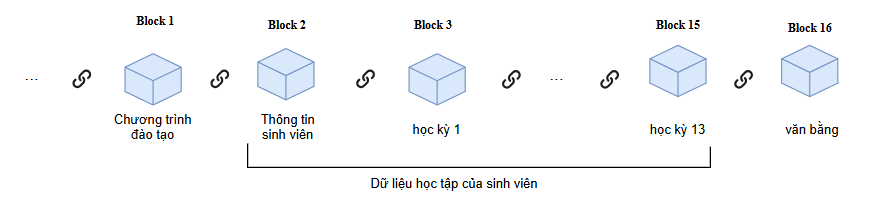 Block 1
Block 2
Block 3
Block 15
Block 16
...
...
Chương trình
đào tạo
Thông tin
sinh viên
học kỳ 1
học kỳ 13
văn bằng
Dữ liệu học tập của sinh viên